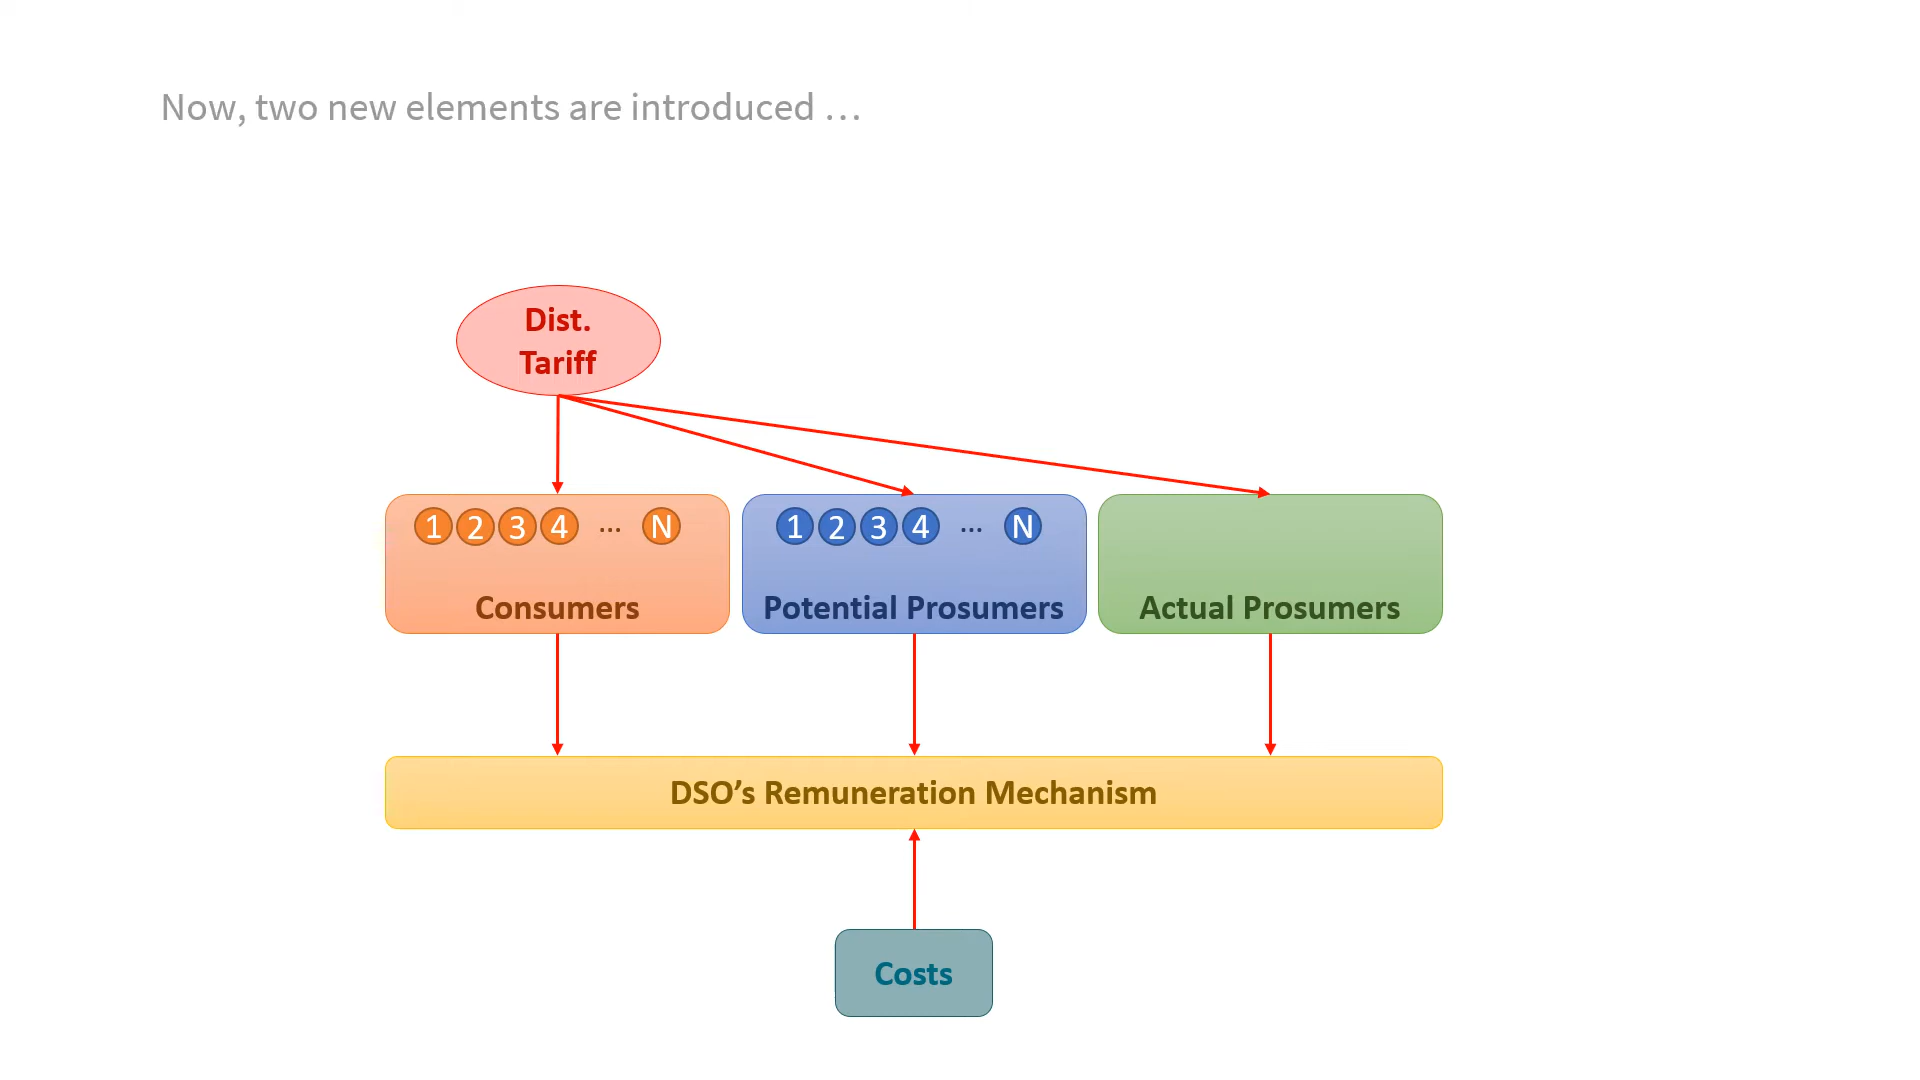 Now, two new elements are introduced …
Dist.
Tariff
1 2 3 4 … N
Consumers
1 2 3 4 … N
Potential Prosumers
Actual Prosumers
DSO’s Remuneration Mechanism
Costs